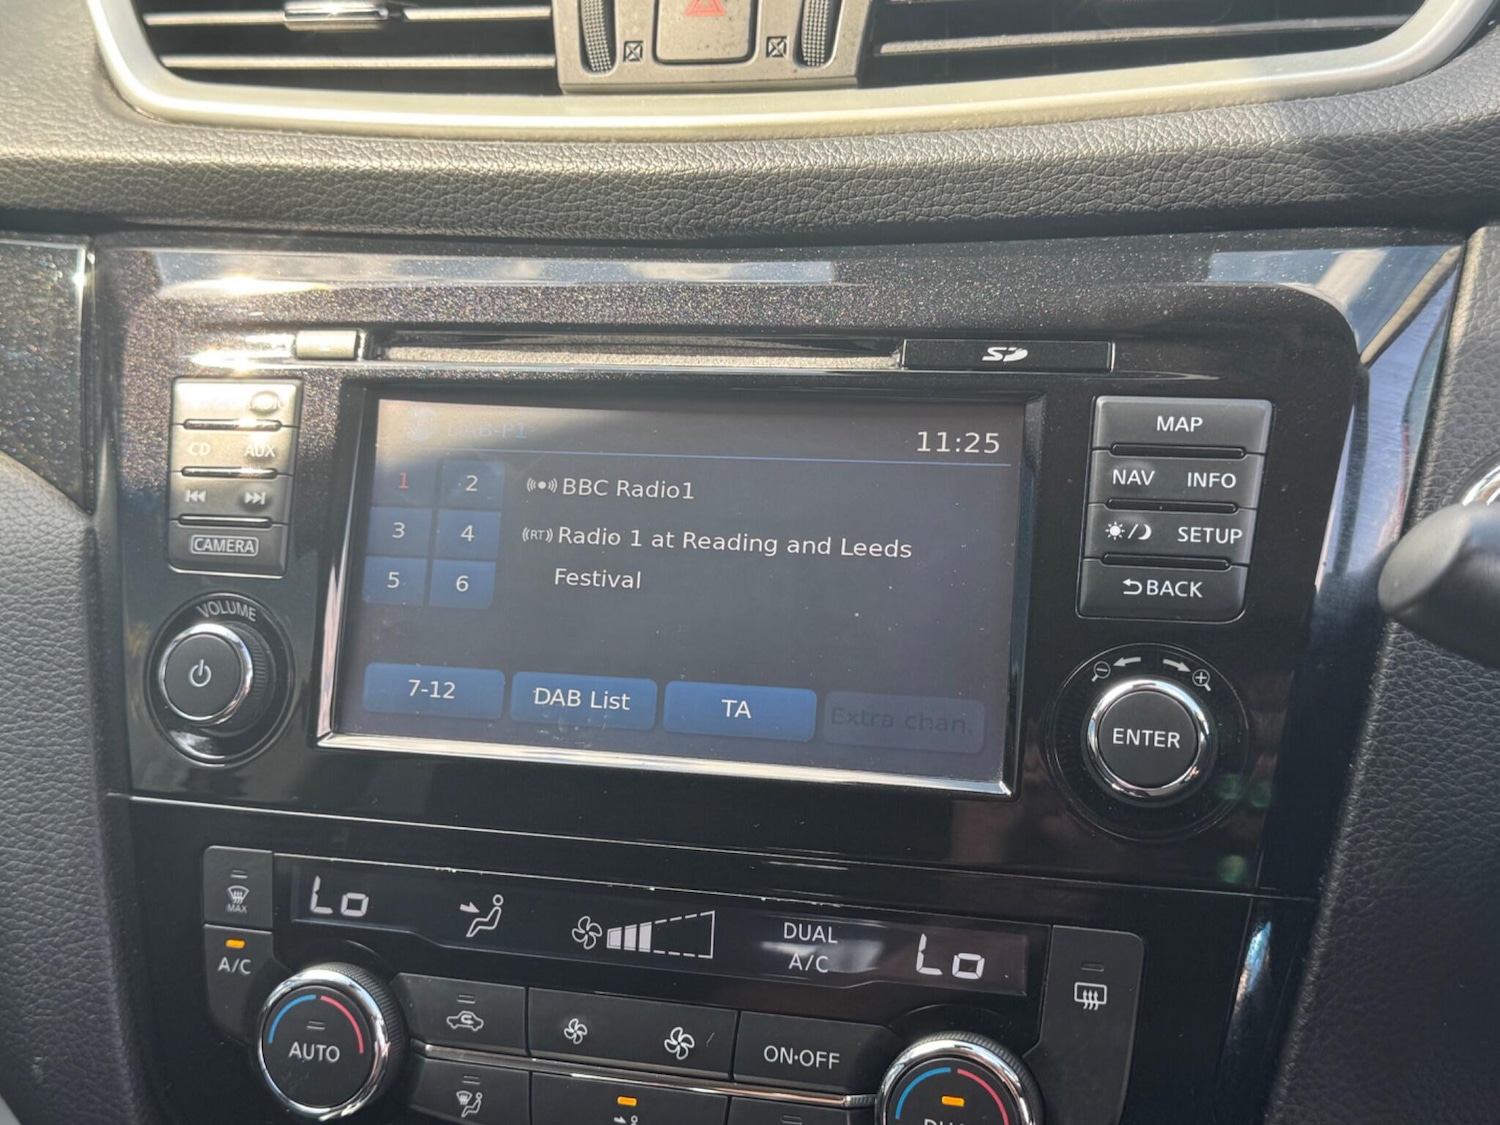 SD
CD AUX
CAMERA
VOLUME
11:25
1 2
3 4
5 6
BBC Radio1
(RT) Radio 1 at Reading and Leeds
Festival
7-12 DAB List TA Extra chan.
MAP
NAV INFO
SETUP
BACK
ENTER
MAX
A/C
Lo
DUAL
A/C
Lo
AUTO
ON·OFF